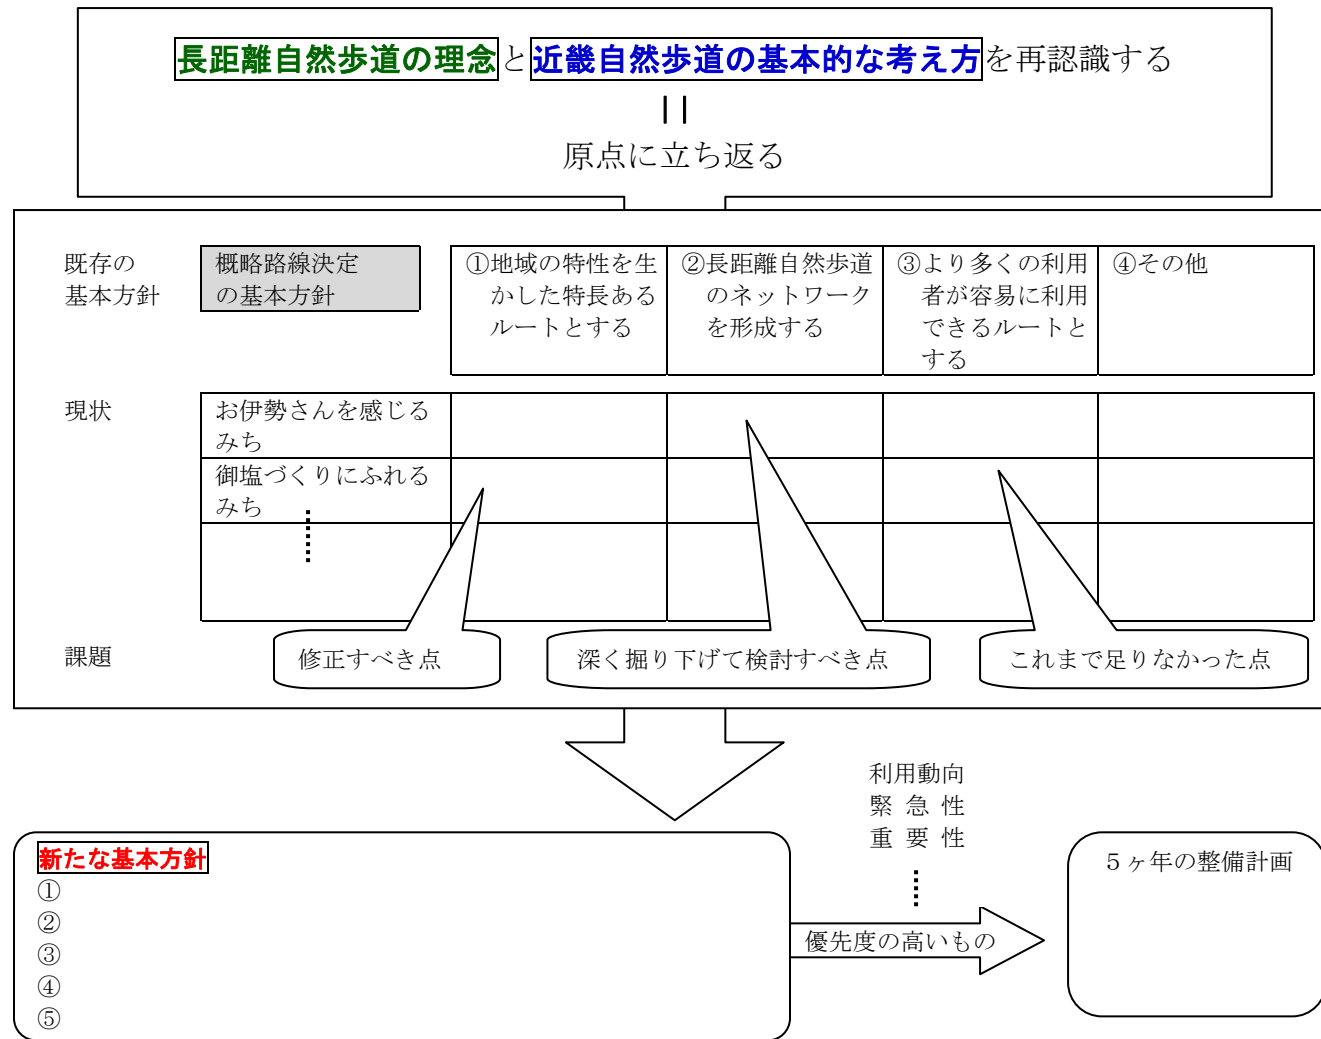 長距離自然歩道の理念と近畿自然歩道の基本的な考え方を再認識する
||
原点に立ち返る
既存の
基本方針
概略路線決定
の基本方針
①地域の特性を生
かした特長ある
ルートとする
②長距離自然歩道
のネットワーク
を形成する
③より多くの利用
者が容易に利用
できるルートと
する
④その他
現状
お伊勢さんを感じる
みち
御塩づくりにふれる
みち
課題
修正すべき点
深く掘り下げて検討すべき点
これまで足りなかった点
利用動向
緊 急 性
重 要 性
新たな基本方針
①
②
③
④
⑤
優先度の高いもの
５ヶ年の整備計画